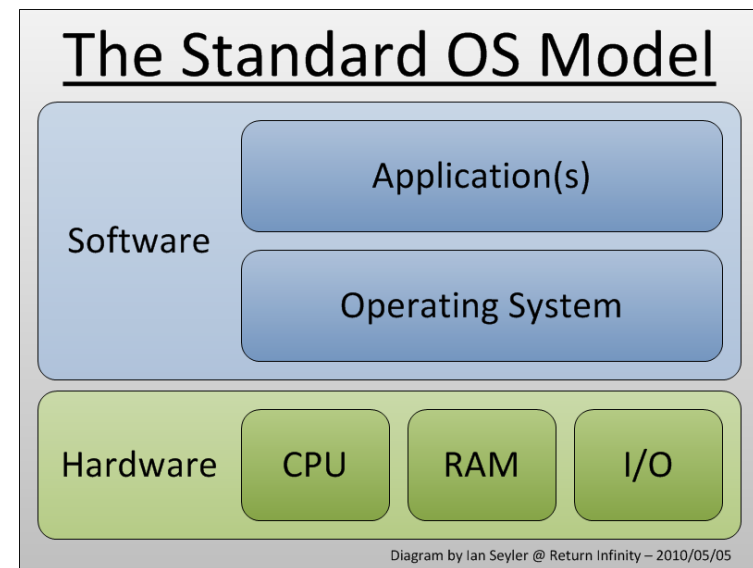 The Standard OS Model
Application(s)
Software
Operating System
Hardware
CPU
RAM
I/O
Diagram by Ian Seyler @ Return Infinity – 2010/05/05